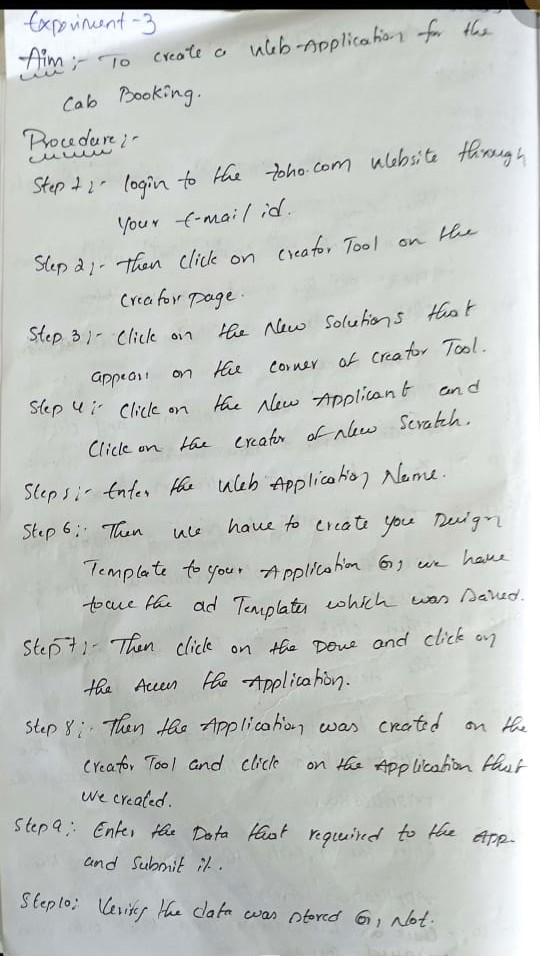 Experiment-3
Aim:- To create a Web-Application for the
Cab Booking.
Procedure:-
Step 1:- login to the zoho.com website through
your E-mail id.
Step 2:- Then click on Creator Tool on the
Creator page.
Step 3:- Click on the New Solutions that
appears on the corner of Creator Tool.
Step 4:- Click on the New Applicant and
Click on the Creator of New Scratch.
Step 5:- Enter the Web Application Name.
Step 6:- Then we have to create your Design
Template to your Application Or, we have
the Templates which was Saved.
Step 7:- Then click on the Done and click on
the Access the Application.
Step 8:- Then the Application was created on the
Creator Tool and click on the Application that
we created.
Step 9:- Enter the Data that required to the App.
and Submit it.
Step 10:- Verify the data was stored Or, Not.